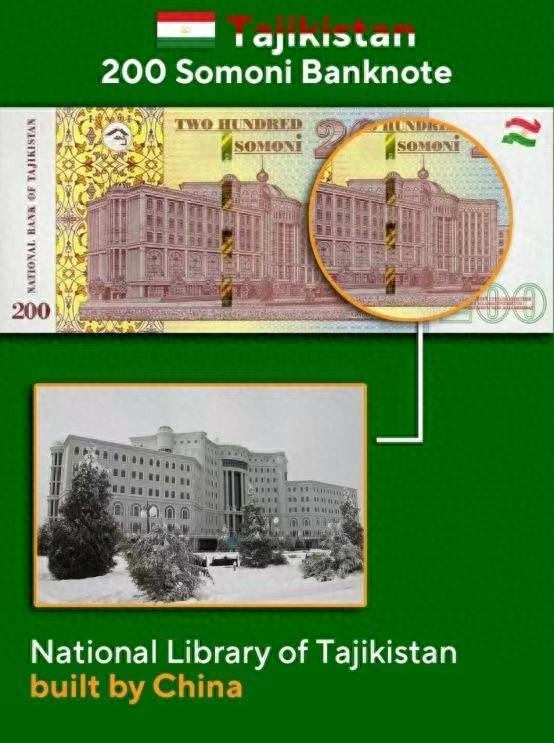 Tajikistan
200 Somoni Banknote
NATIONAL BANK OF TAJIKISTAN
TWO HUNDRED
SOMONI
200
HUNDRED
SOMONI
200
200
National Library of Tajikistan
built by China